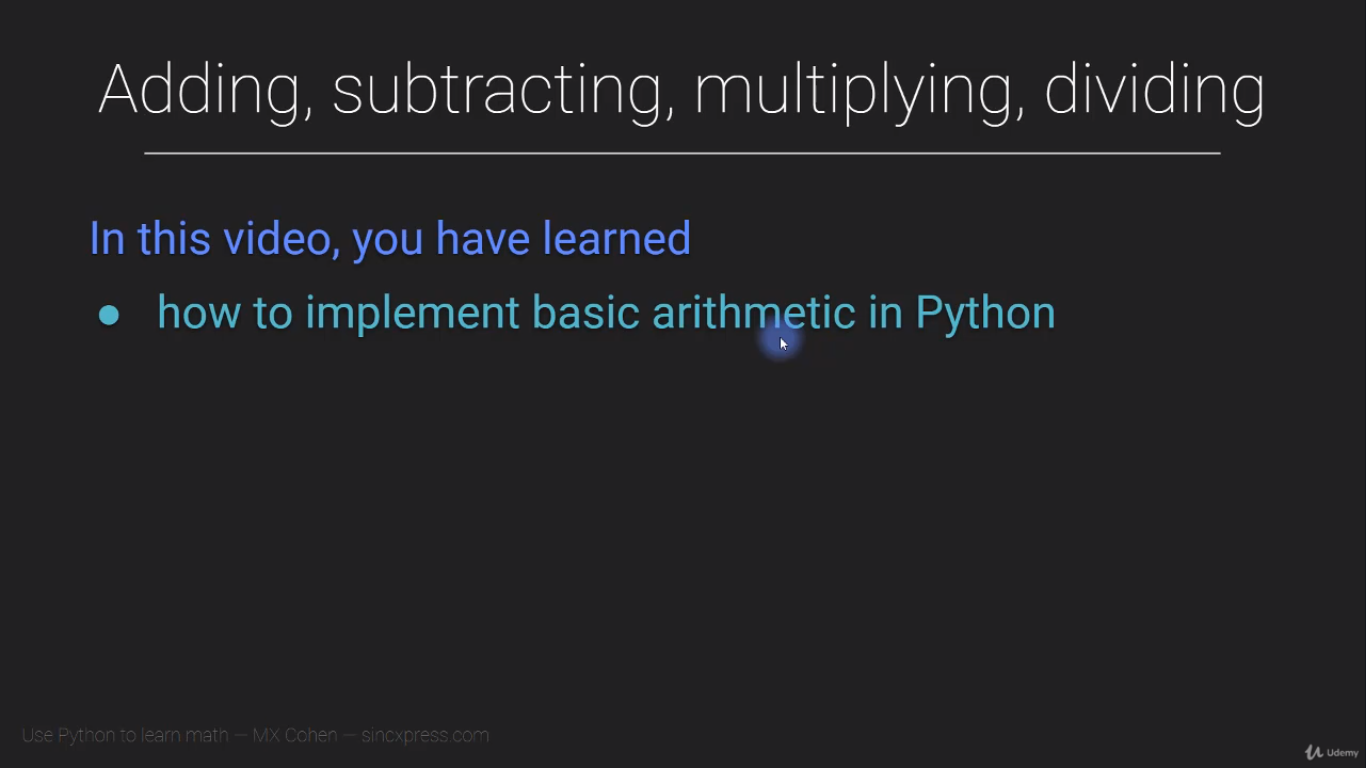 Adding, subtracting, multiplying, dividing
In this video, you have learned
● how to implement basic arithmetic in Python
Use Python to learn math — MX Cohen — sincxpress.com
Udemy